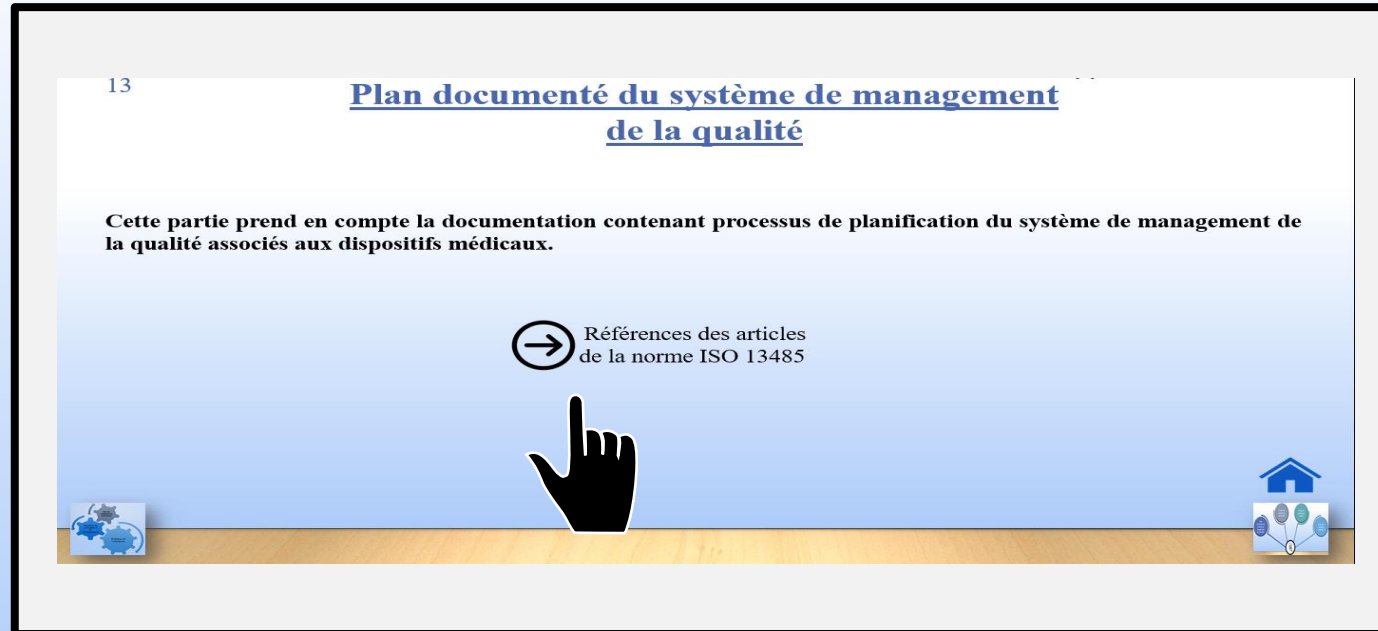 13
Plan documenté du système de management
de la qualité
Cette partie prend en compte la documentation contenant processus de planification du système de management de
la qualité associés aux dispositifs médicaux.
Références des articles
de la norme ISO 13485